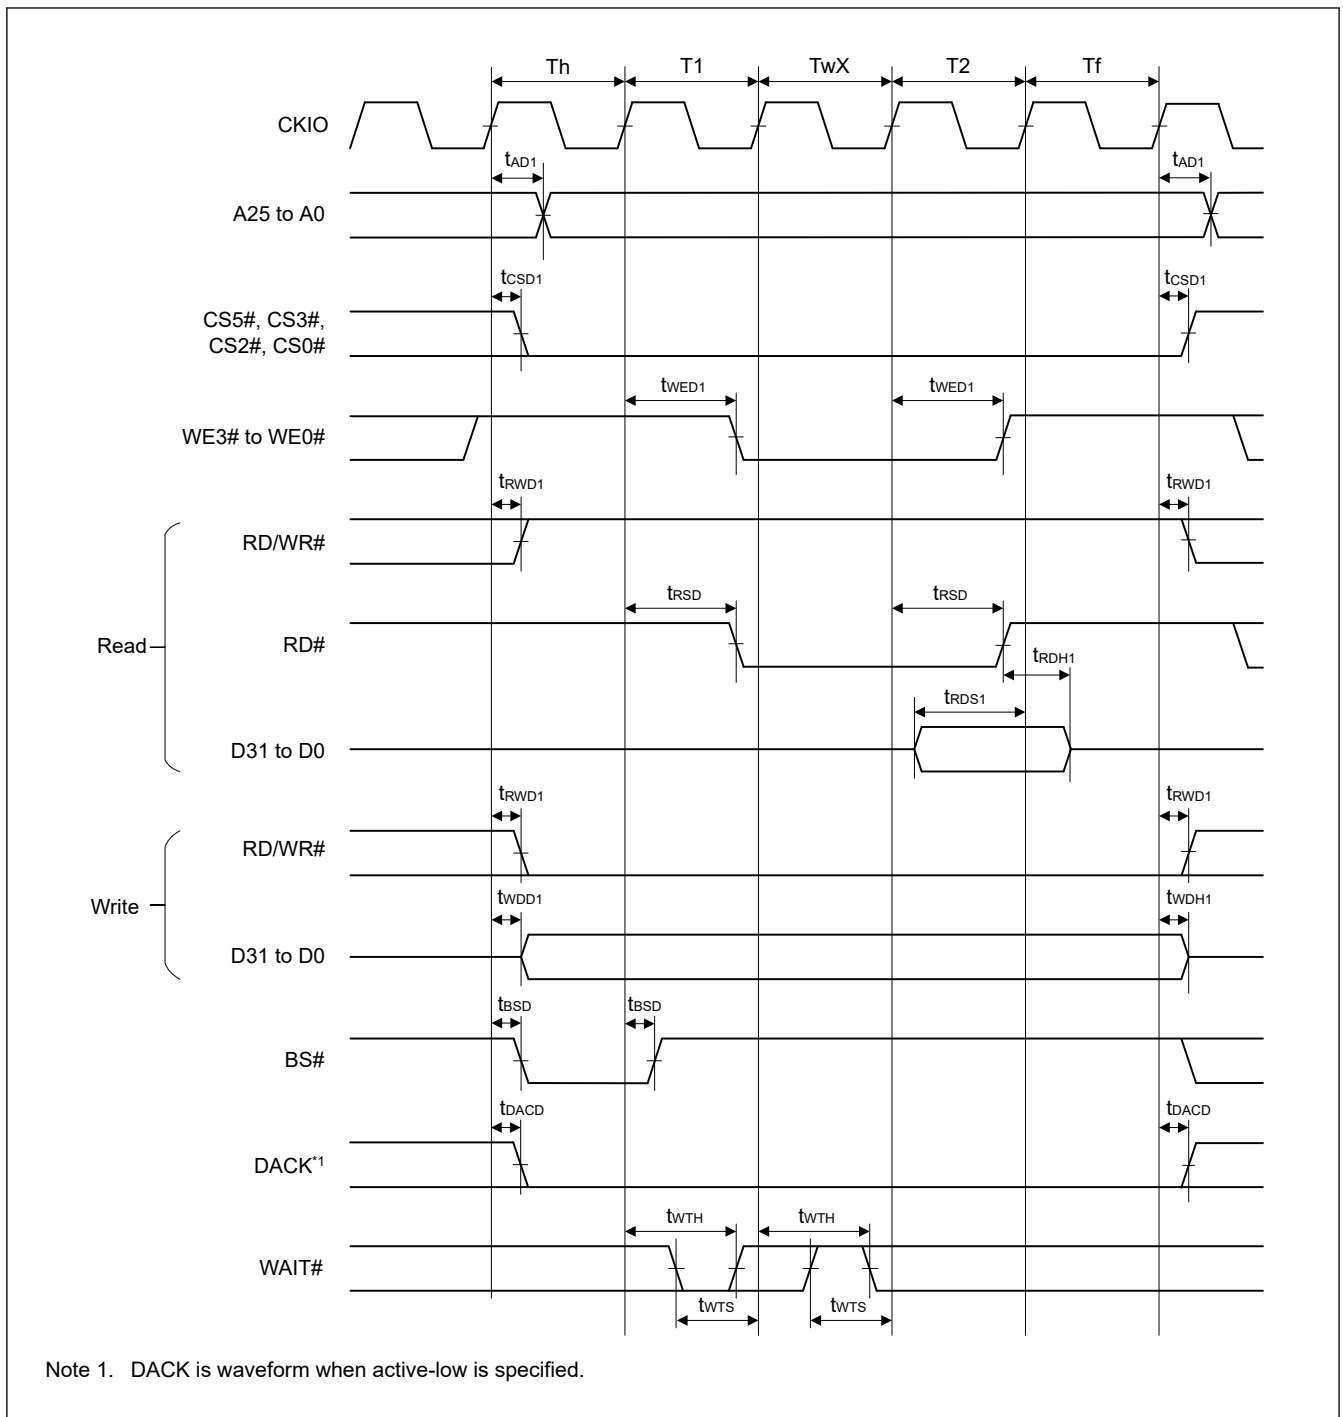 Th T1 TwX T2 Tf
CKIO
tAD1 tAD1
A25 to A0
tCSD1 tCSD1
CS5#, CS3#,
CS2#, CS0#
tWED1 tWED1
WE3# to WE0#
tRWD1 tRWD1
RD/WR#
tRSD tRSD
Read RD#
tRDH1
tRDS1
D31 to D0
tRWD1 tRWD1
RD/WR#
Write
tWDD1 tWDH1
D31 to D0
tBSD tBSD
BS#
tDACD tDACD
DACK*1
tWTH tWTH
WAIT#
tWTS tWTS
Note 1. DACK is waveform when active-low is specified.